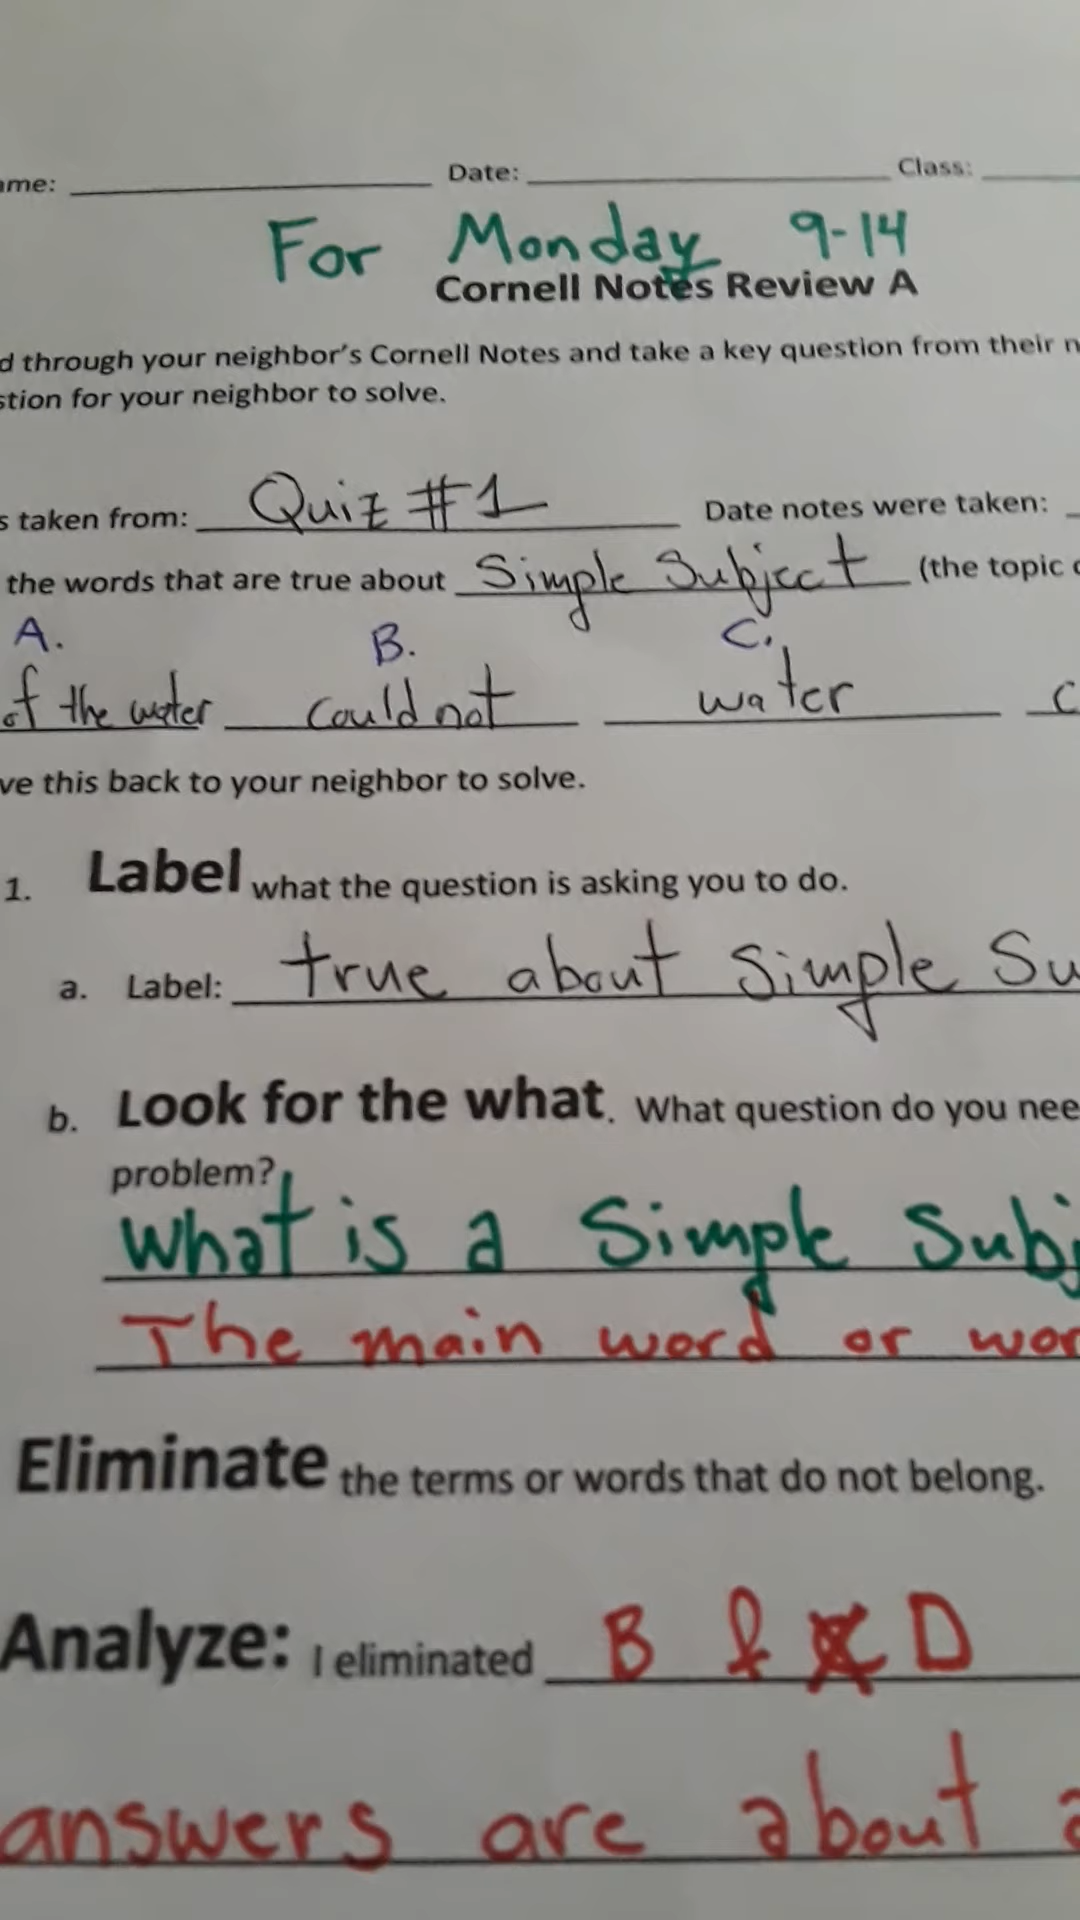 ame: Date: Class:
For Monday 9-14
Cornell Notes Review A
d through your neighbor's Cornell Notes and take a key question from their n
stion for your neighbor to solve.
s taken from: Quiz #1 Date notes were taken:
the words that are true about Simple Subject (the topic
A. B. C.
of the water could not water
ve this back to your neighbor to solve.
1. Label what the question is asking you to do.
a. Label: true about Simple Su
b. Look for the what. What question do you nee
problem?
What is a Simple Subj
The main word or wor
Eliminate the terms or words that do not belong.
Analyze: I eliminated B & D
answers are about a